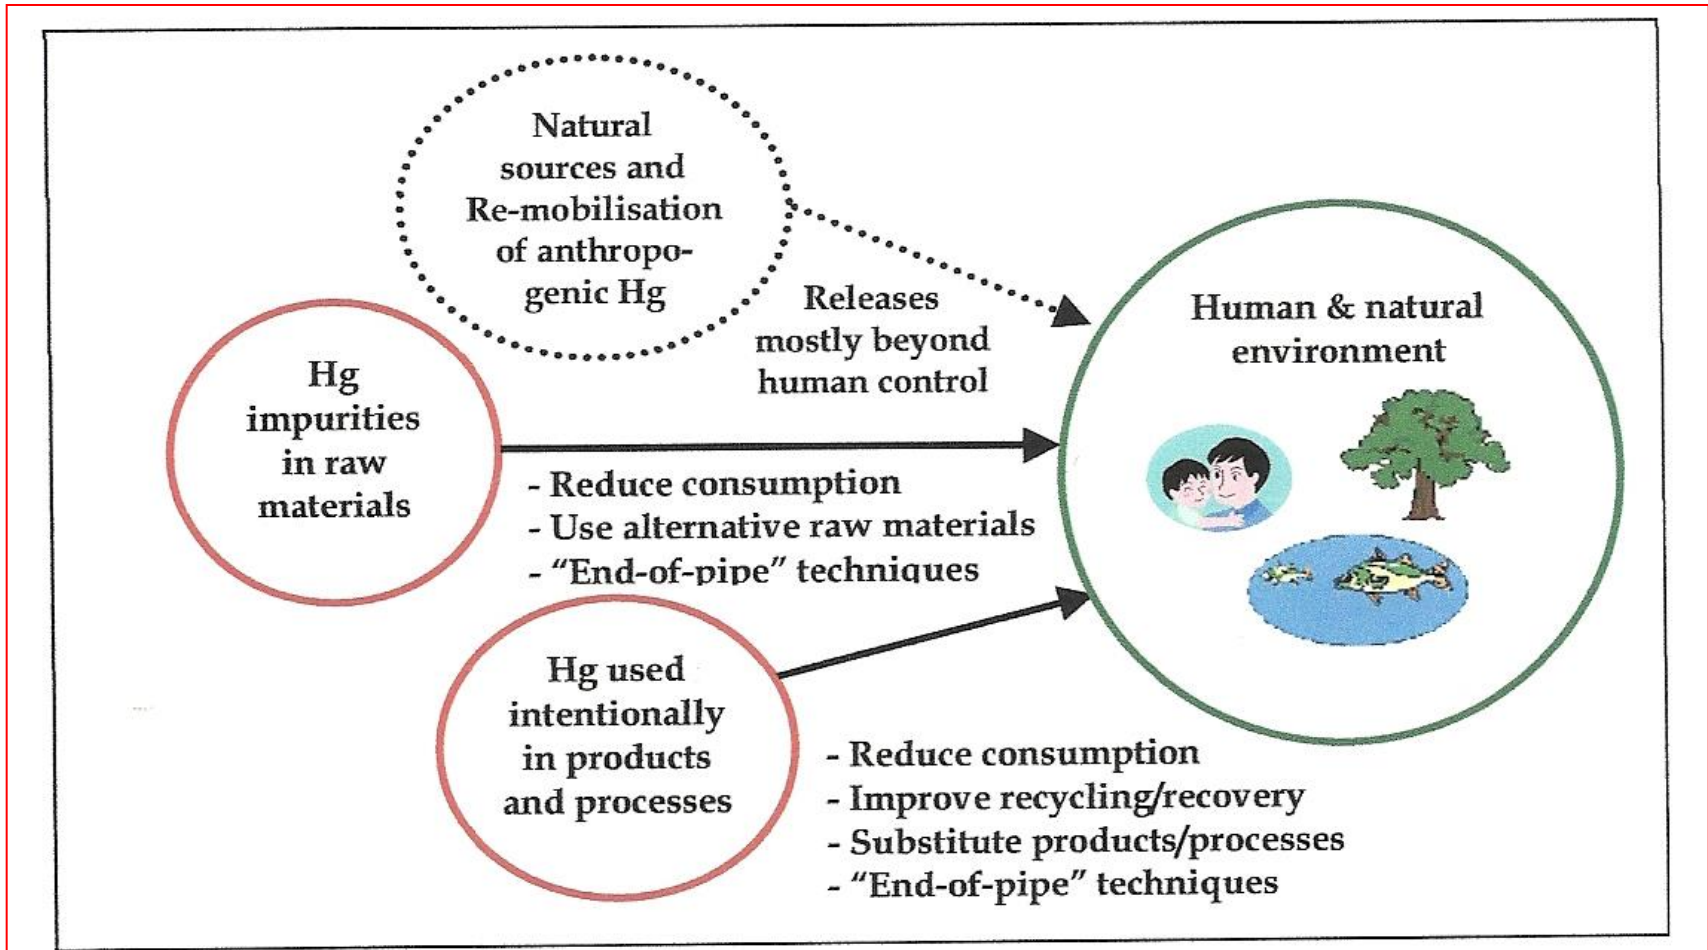 Natural
sources and
Re-mobilisation
of anthropo-
genic Hg
Releases
mostly beyond
human control
Human & natural
environment
Hg
impurities
in raw
materials
- Reduce consumption
- Use alternative raw materials
- “End-of-pipe” techniques
Hg used
intentionally
in products
and processes
- Reduce consumption
- Improve recycling/recovery
- Substitute products/processes
- “End-of-pipe” techniques